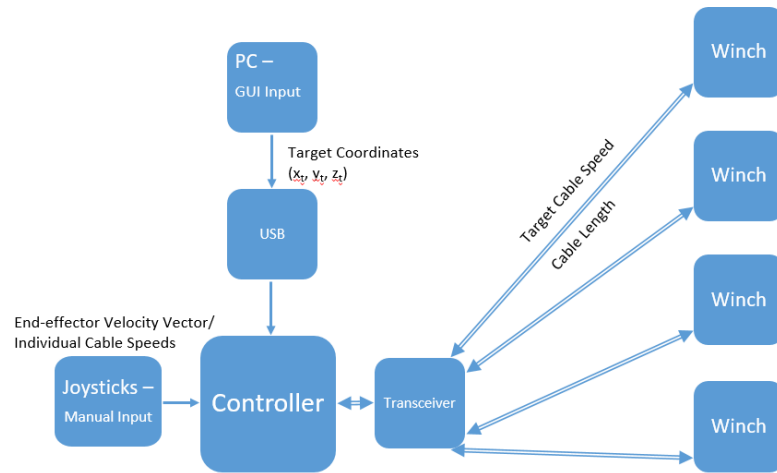 PC –
GUI Input
Target Coordinates
(xₜ, yₜ, zₜ)
USB
End-effector Velocity Vector/
Individual Cable Speeds
Joysticks –
Manual Input
Controller
Transceiver
Target Cable Speed
Cable Length
Winch
Winch
Winch
Winch